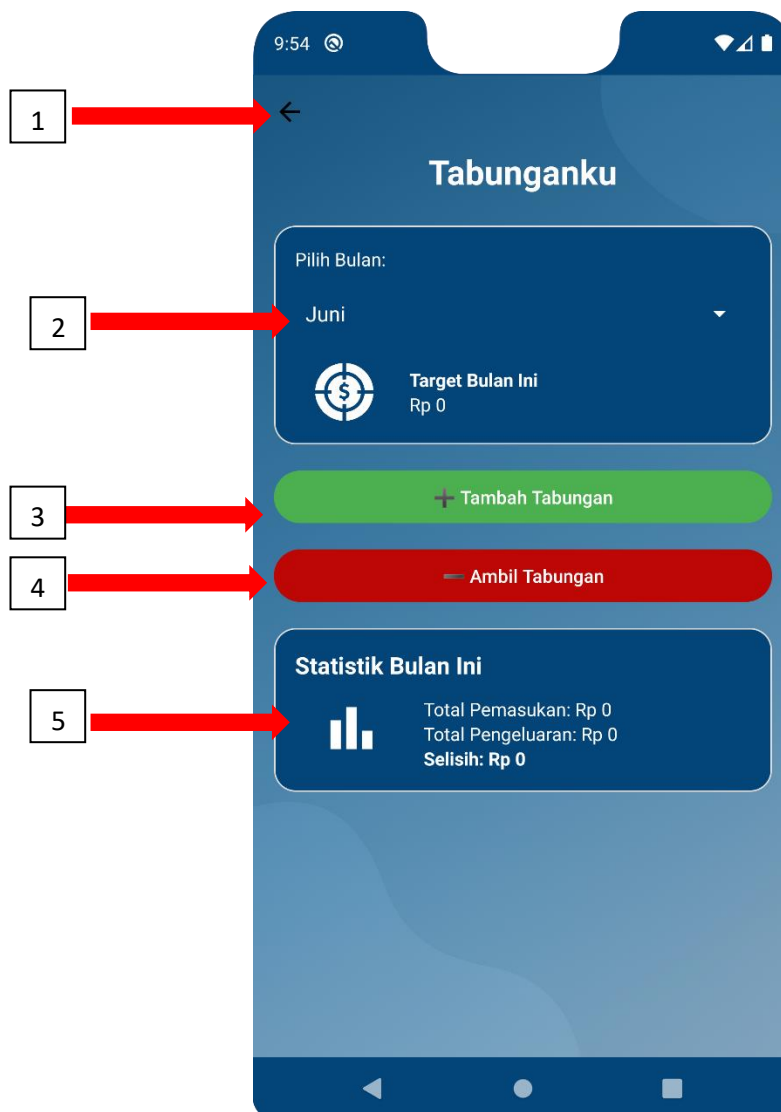 9:54
1
Tabunganku
Pilih Bulan:
2
Juni
$
Target Bulan Ini
Rp 0
3
+ Tambah Tabungan
4
− Ambil Tabungan
Statistik Bulan Ini
5
Total Pemasukan: Rp 0
Total Pengeluaran: Rp 0
Selisih: Rp 0